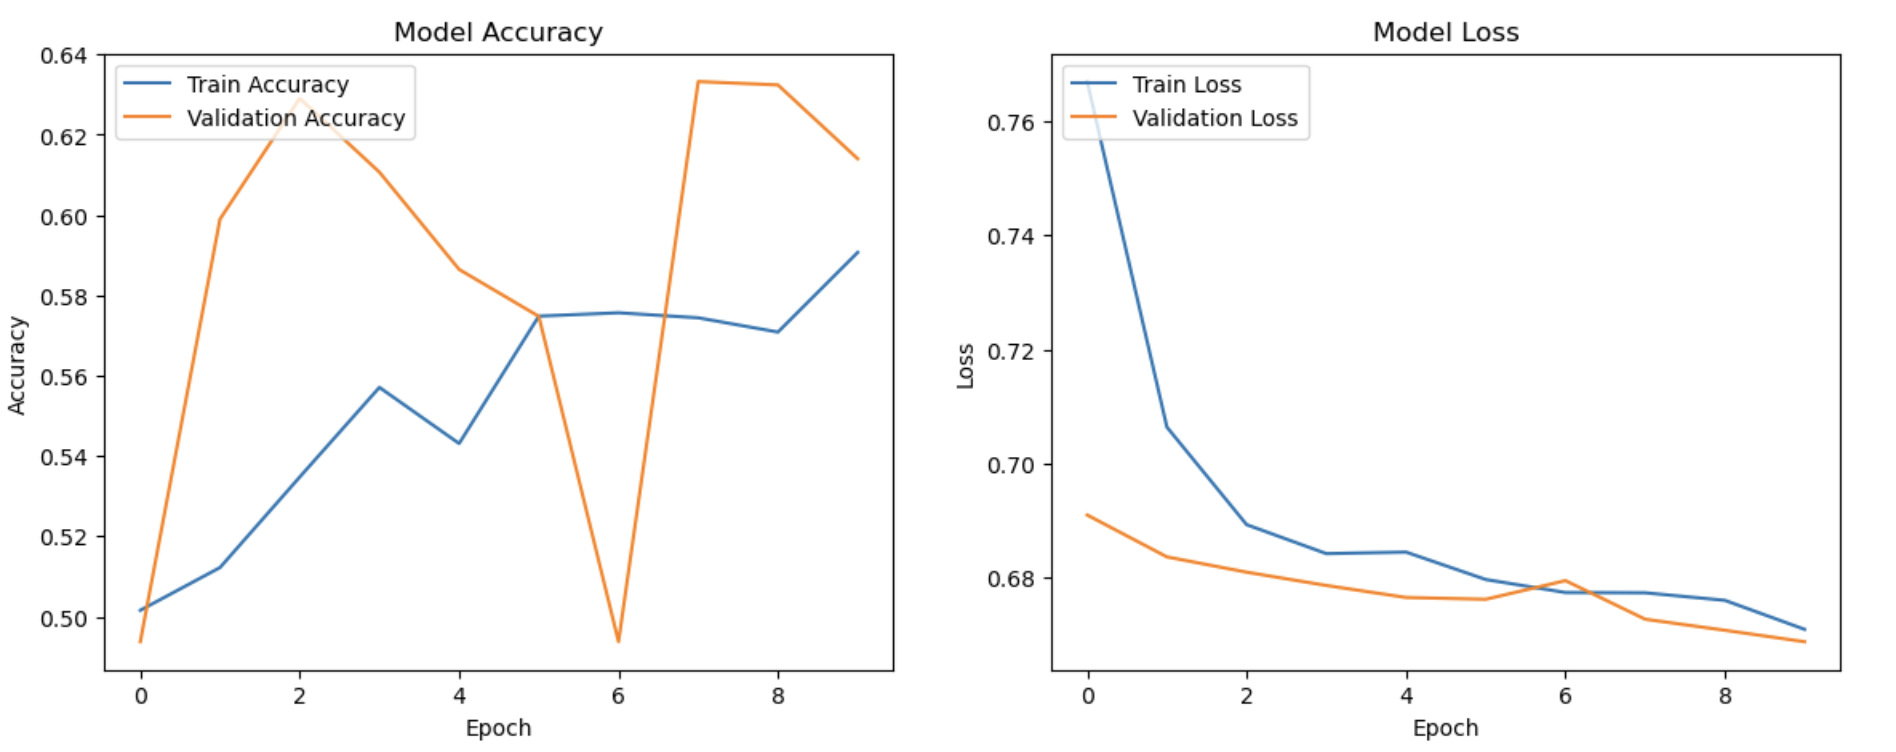 Model Accuracy
Train Accuracy
Validation Accuracy
0.64
0.62
0.60
0.58
0.56
0.54
0.52
0.50
Accuracy
0 2 4 6 8
Epoch
Model Loss
Train Loss
Validation Loss
0.76
0.74
0.72
0.70
0.68
Loss
0 2 4 6 8
Epoch